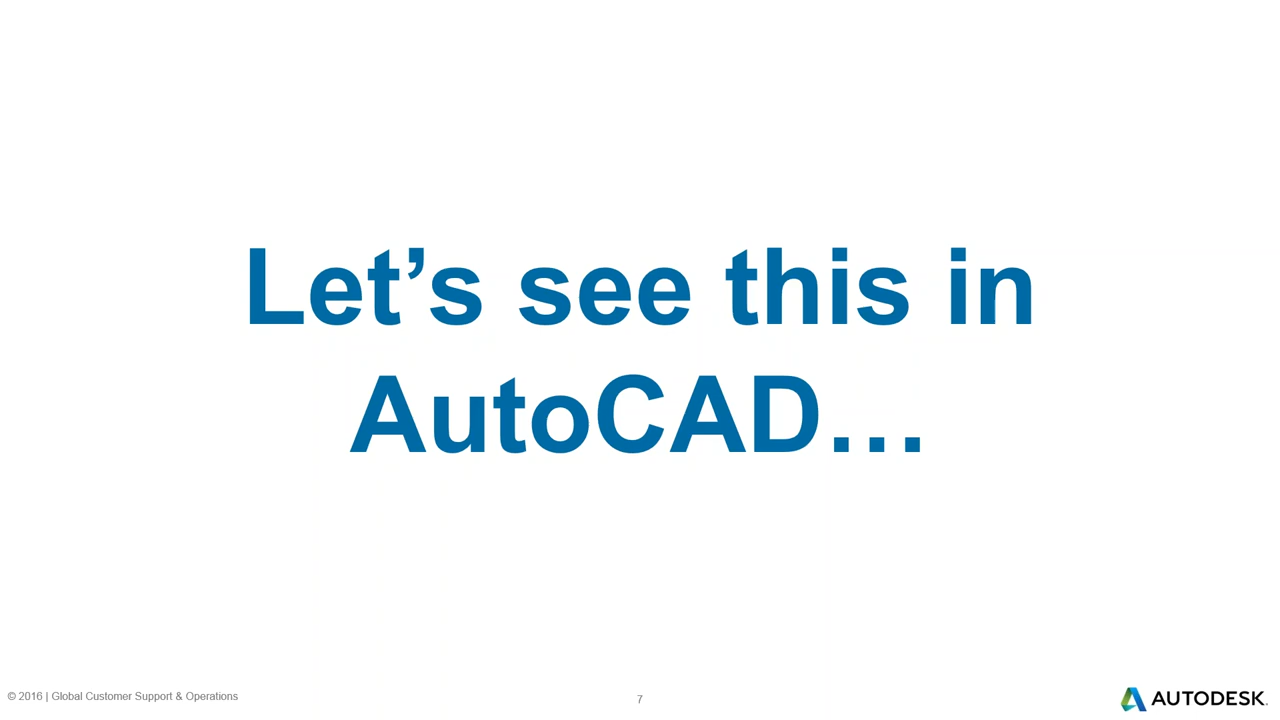 Let’s see this in
AutoCAD…
© 2016 | Global Customer Support & Operations
7
AUTODESK.